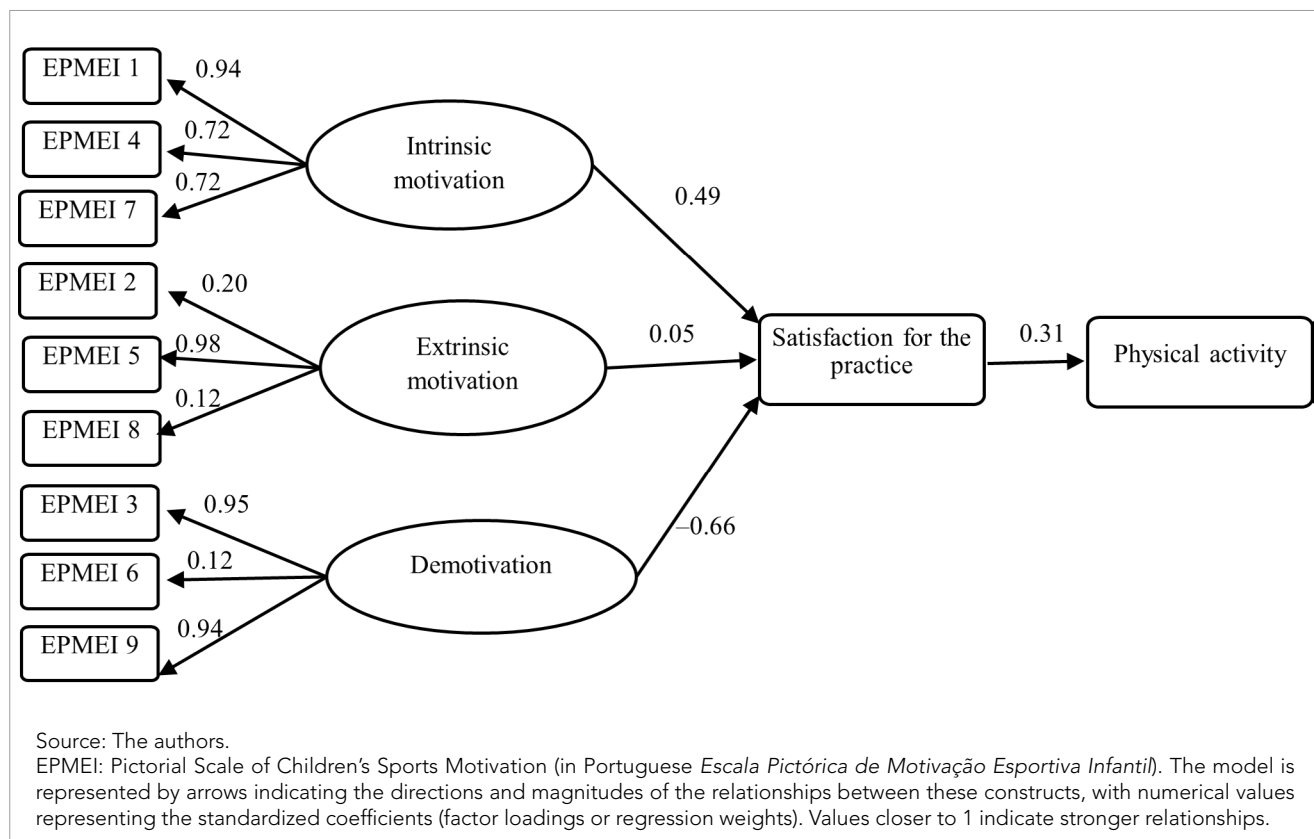 EPMEI 1
0.94
EPMEI 4
0.72
EPMEI 7
0.72
Intrinsic
motivation
0.49
EPMEI 2
0.20
EPMEI 5
0.98
EPMEI 8
0.12
Extrinsic
motivation
0.05
Satisfaction for the
practice
0.31
Physical activity
EPMEI 3
0.95
EPMEI 6
0.12
EPMEI 9
0.94
Demotivation
–0.66
Source: The authors.
EPMEI: Pictorial Scale of Children’s Sports Motivation (in Portuguese Escala Pictórica de Motivação Esportiva Infantil). The model is
represented by arrows indicating the directions and magnitudes of the relationships between these constructs, with numerical values
representing the standardized coefficients (factor loadings or regression weights). Values closer to 1 indicate stronger relationships.